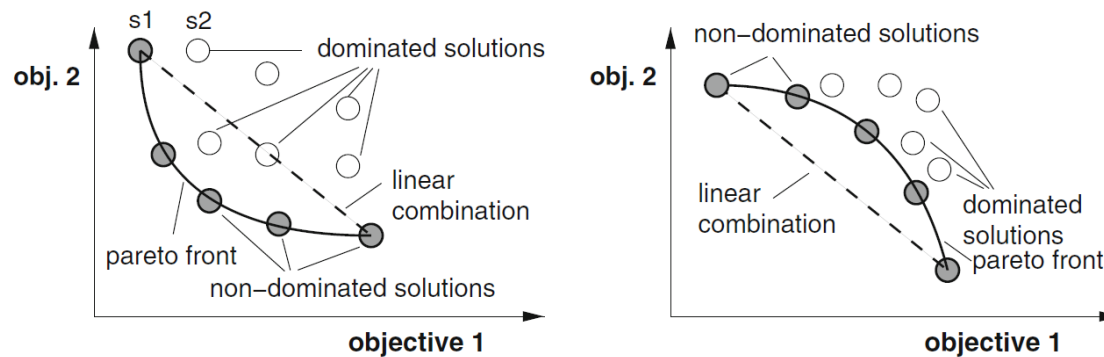 s1 s2
dominated solutions
obj. 2
linear
combination
pareto front
non-dominated solutions
objective 1
non-dominated solutions
obj. 2
linear
combination
dominated
solutions
pareto front
objective 1